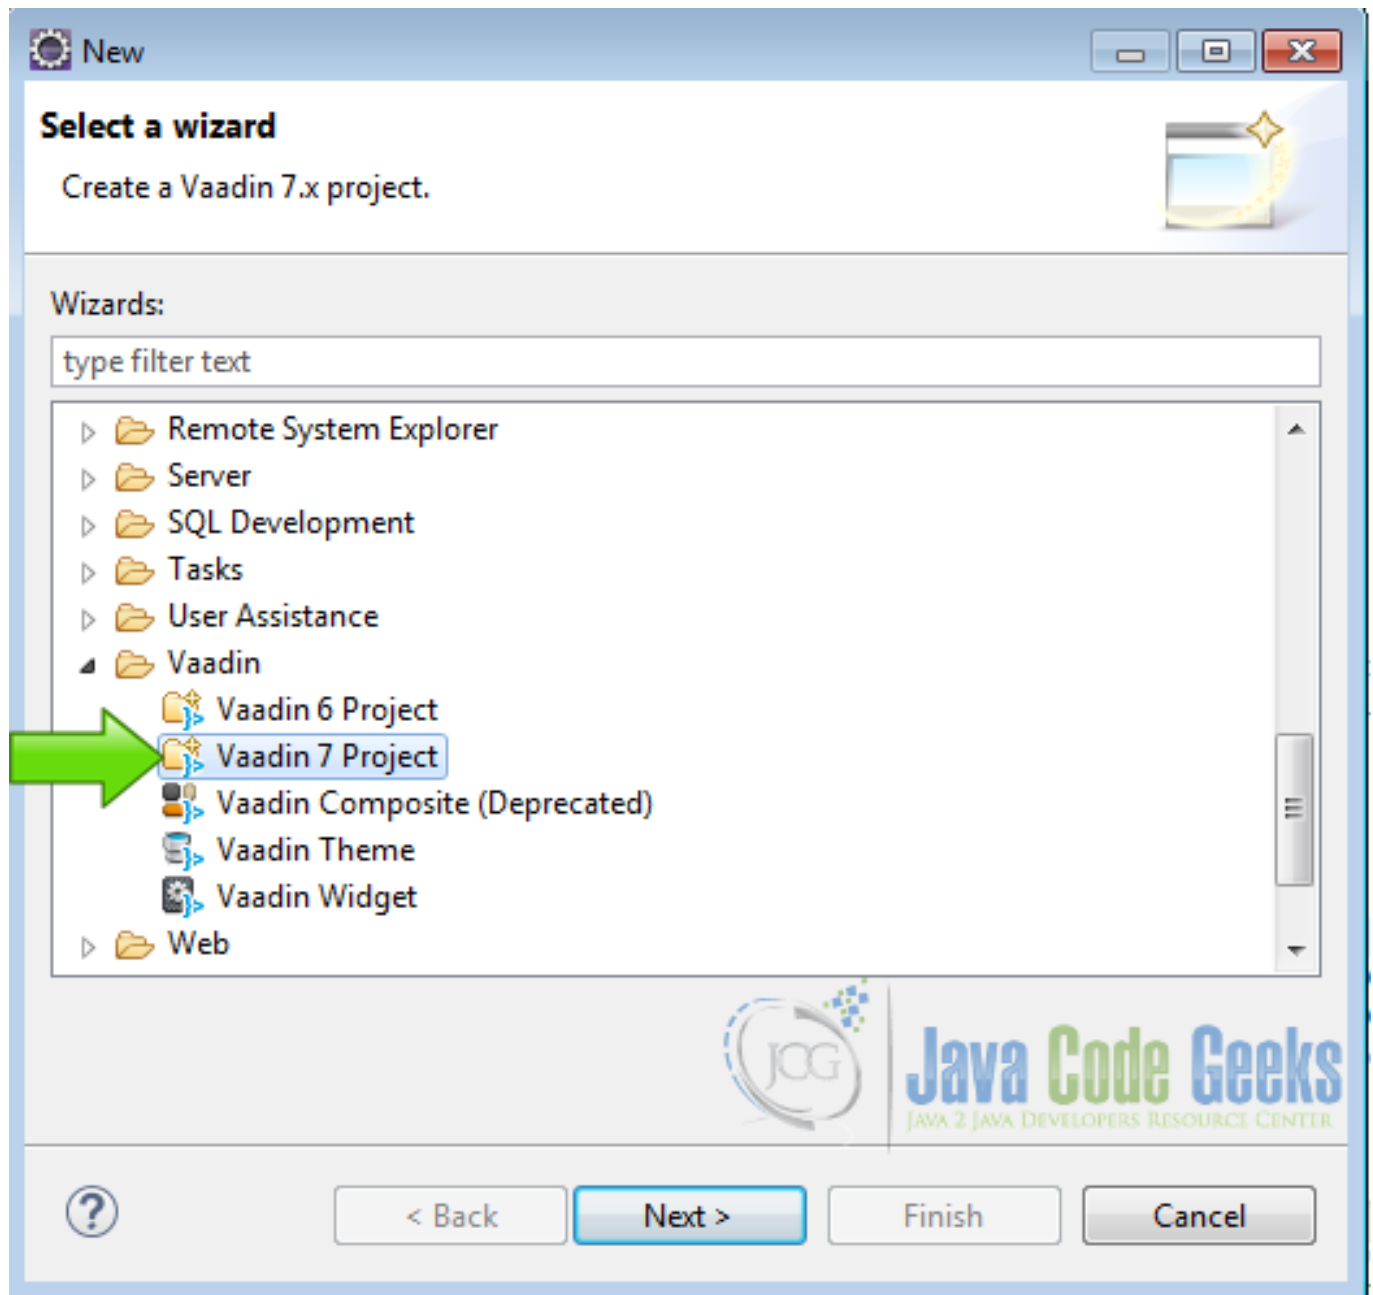 New
Select a wizard
Create a Vaadin 7.x project.
Wizards:
type filter text
Remote System Explorer
Server
SQL Development
Tasks
User Assistance
Vaadin
Vaadin 6 Project
Vaadin 7 Project
Vaadin Composite (Deprecated)
Vaadin Theme
Vaadin Widget
Web
JCG
Java Code Geeks
JAVA 2 JAVA DEVELOPERS RESOURCE CENTER
? < Back Next > Finish Cancel